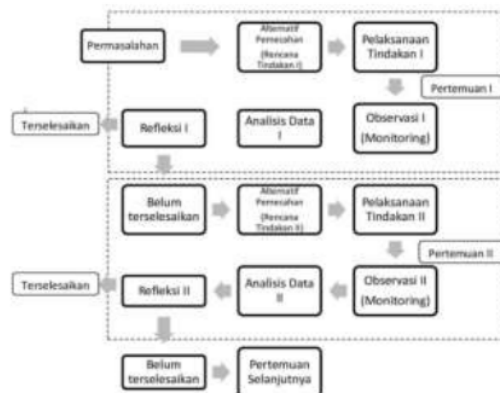 Permasalahan
Alternatif
Pemecahan
(Rencana
Tindakan I)
Pelaksanaan
Tindakan I
Pertemuan I
Terselesaikan
Refleksi I
Analisis Data
I
Observasi I
(Monitoring)
Belum
terselesaikan
Alternatif
Pemecahan
(Rencana
Tindakan II)
Pelaksanaan
Tindakan II
Pertemuan II
Terselesaikan
Refleksi II
Analisis Data
II
Observasi II
(Monitoring)
Belum
terselesaikan
Pertemuan
Selanjutnya